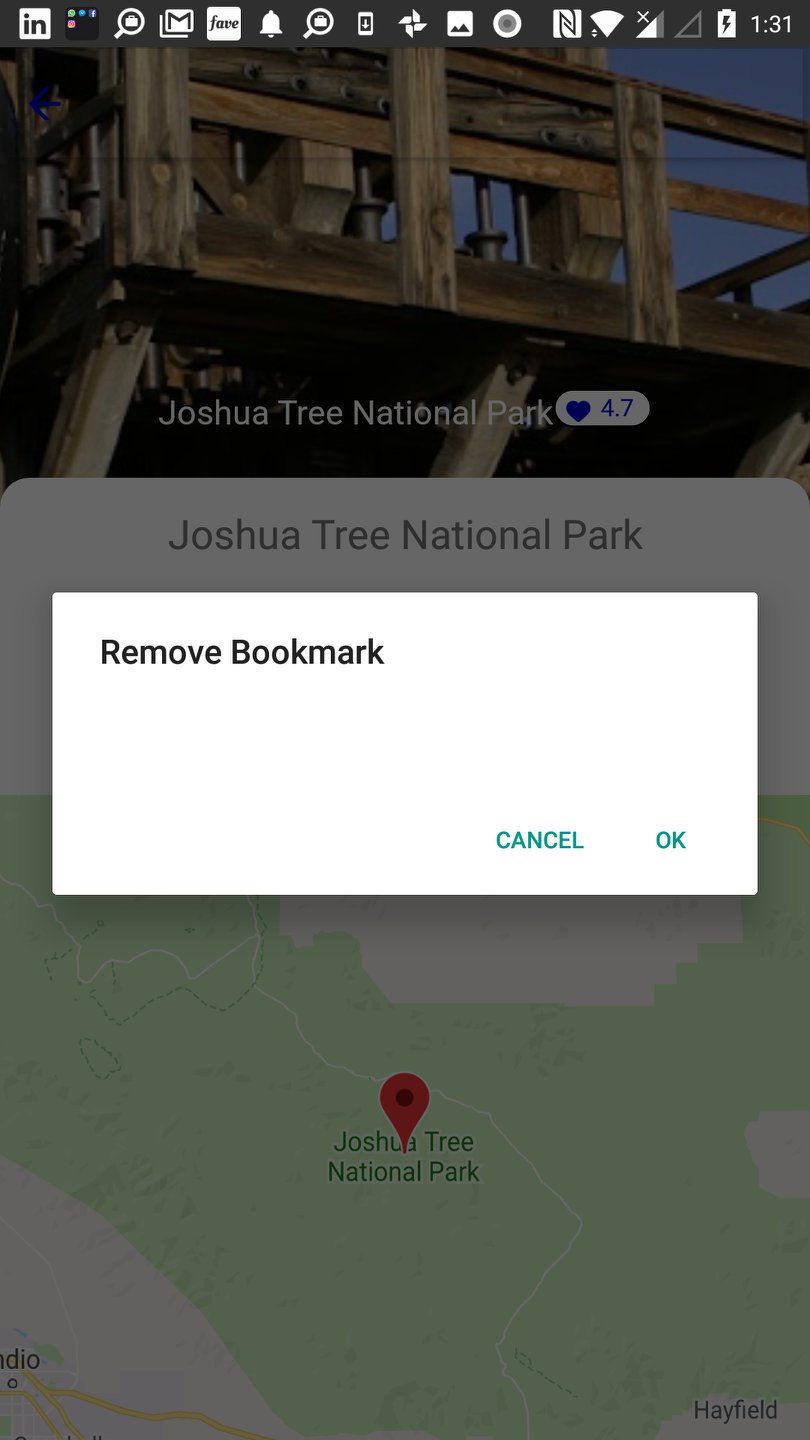 in fave 1:31
Joshua Tree National Park 4.7
Joshua Tree National Park
Remove Bookmark
CANCEL OK
Joshua Tree
National Park
ndio
Hayfield